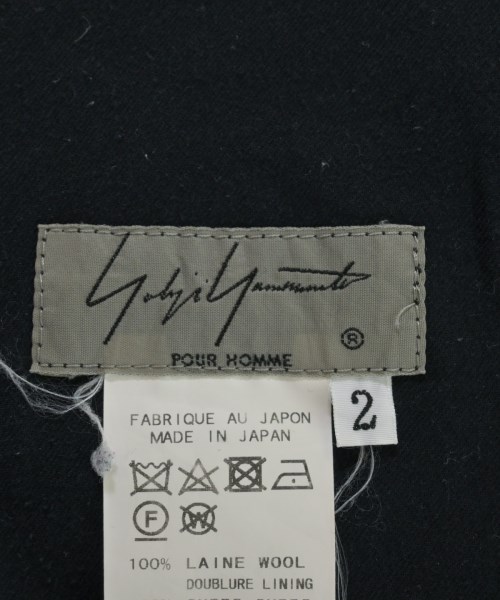 Yohji Yamamoto
®
POUR HOMME
2
FABRIQUE AU JAPON
MADE IN JAPAN
F W
100% LAINE WOOL
DOUBLURE LINING